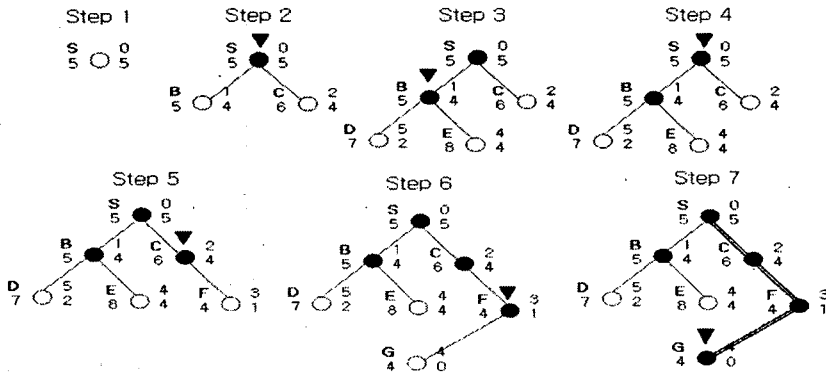 Step 1
S 0
5 5
Step 2
S 0
5 5
B 1 C 2
5 4 6 4
Step 3
S 0
5 5
B 1 C 2
5 4 6 4
D 5 E 4
7 2 8 4
Step 4
S 0
5 5
B 1 C 2
5 4 6 4
D 5 E 4
7 2 8 4
Step 5
S 0
5 5
B 1 C 2
5 4 6 4
D 5 E 4 F 3
7 2 8 4 4 1
Step 6
S 0
5 5
B 1 C 2
5 4 6 4
D 5 E 4 F 3
7 2 8 4 4 1
G 4
4 0
Step 7
S 0
5 5
B 1 C 2
5 4 6 4
D 5 E 4 F 3
7 2 8 4 4 1
G 4
4 0